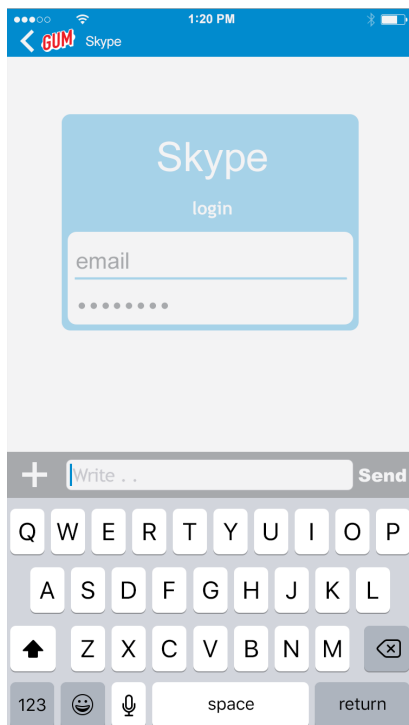 1:20 PM
GUM Skype
Skype
login
email
Write . .
Send
Q W E R T Y U I O P
A S D F G H J K L
Z X C V B N M
123 space return